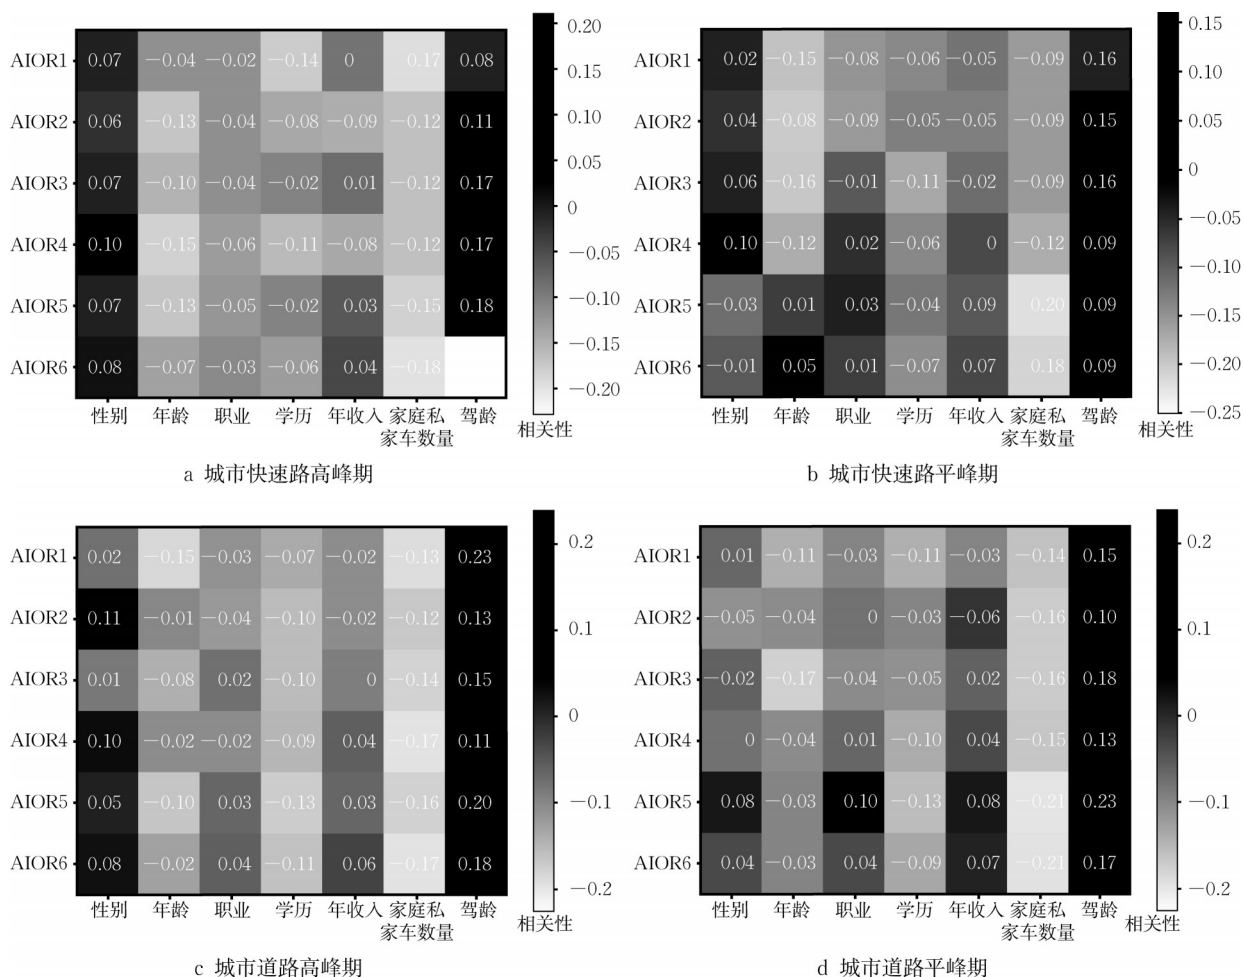 AIOR1 0.07 −0.04 −0.02 −0.14 0 −0.17 0.08
AIOR2 0.06 −0.13 −0.04 −0.08 −0.09 −0.12 0.11
AIOR3 0.07 −0.10 −0.04 −0.02 0.01 −0.12 0.17
AIOR4 0.10 −0.15 −0.06 −0.11 −0.08 −0.12 0.17
AIOR5 0.07 −0.13 −0.05 −0.02 0.03 −0.15 0.18
AIOR6 0.08 −0.07 −0.03 −0.06 0.04 −0.18
性别 年龄 职业 学历 年收入 家庭私 驾龄
家车数量
0.20
0.15
0.10
0.05
0
−0.05
−0.10
−0.15
−0.20
相关性
a 城市快速路高峰期
AIOR1 0.02 −0.15 −0.08 −0.06 −0.05 −0.09 0.16
AIOR2 0.04 −0.08 −0.09 −0.05 −0.05 −0.09 0.15
AIOR3 0.06 −0.16 −0.01 −0.11 −0.02 −0.09 0.16
AIOR4 0.10 −0.12 0.02 −0.06 0 −0.12 0.09
AIOR5 −0.03 0.01 0.03 −0.04 0.09 −0.20 0.09
AIOR6 −0.01 0.05 0.01 −0.07 0.07 −0.18 0.09
性别 年龄 职业 学历 年收入 家庭私 驾龄
家车数量
0.15
0.10
0.05
0
−0.05
−0.10
−0.15
−0.20
−0.25
相关性
b 城市快速路平峰期
AIOR1 0.02 −0.15 −0.03 −0.07 −0.02 −0.13 0.23
AIOR2 0.11 −0.01 −0.04 −0.10 −0.02 −0.12 0.13
AIOR3 0.01 −0.08 0.02 −0.10 0 −0.14 0.15
AIOR4 0.10 −0.02 −0.02 −0.09 0.04 −0.17 0.11
AIOR5 0.05 −0.10 0.03 −0.13 0.03 −0.16 0.20
AIOR6 0.08 −0.02 0.04 −0.11 0.06 −0.17 0.18
性别 年龄 职业 学历 年收入 家庭私 驾龄
家车数量
0.2
0.1
0
−0.1
−0.2
相关性
c 城市道路高峰期
AIOR1 0.01 −0.11 −0.03 −0.11 −0.03 −0.14 0.15
AIOR2 −0.05 −0.04 0 −0.03 −0.06 −0.16 0.10
AIOR3 −0.02 −0.17 −0.04 −0.05 0.02 −0.16 0.18
AIOR4 0 −0.04 0.01 −0.10 0.04 −0.15 0.13
AIOR5 0.08 −0.03 0.10 −0.13 0.08 −0.21 0.23
AIOR6 0.04 −0.03 0.04 −0.09 0.07 −0.21 0.17
性别 年龄 职业 学历 年收入 家庭私 驾龄
家车数量
0.2
0.1
0
−0.1
−0.2
相关性
d 城市道路平峰期